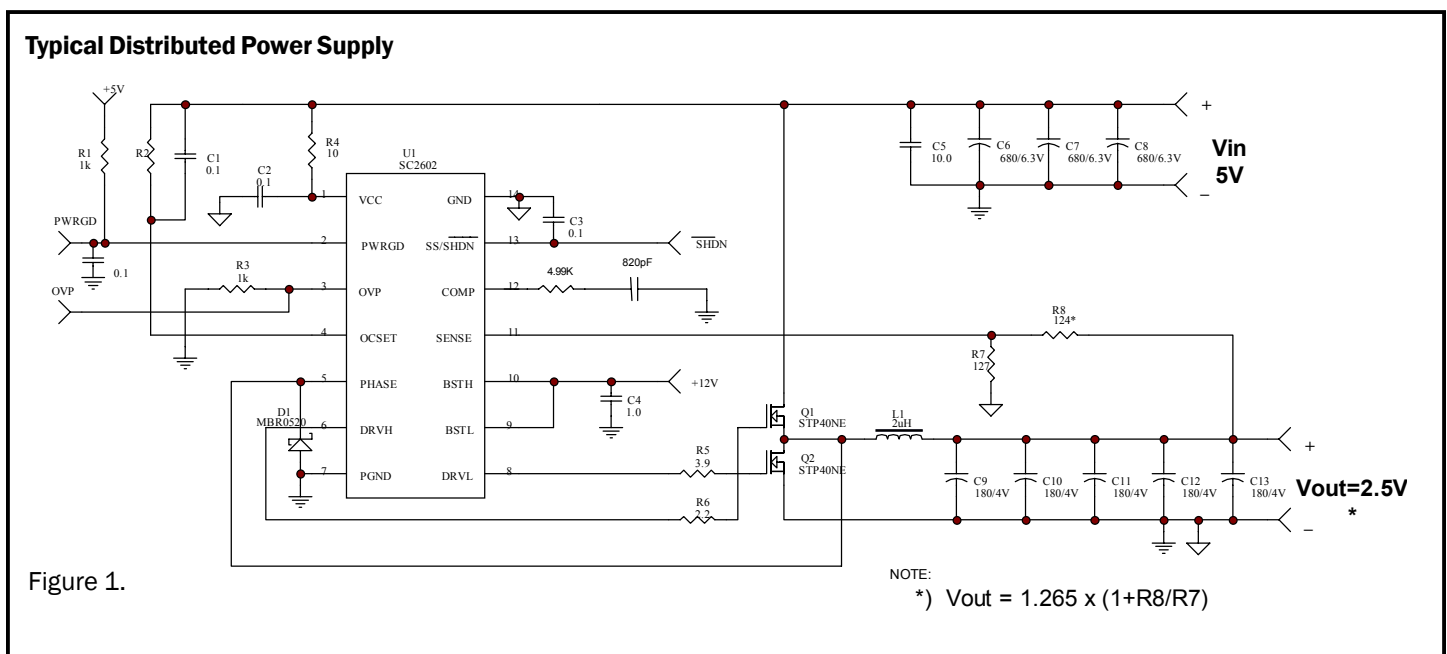 Typical Distributed Power Supply
+5V
R1
1k
R2
C1
0.1
C2
0.1
R4
10
U1
SC2602
1
VCC
GND
14
C3
0.1
PWRGD
2
PWRGD
SS/SHDN
13
SHDN
0.1
R3
1k
3
OVP
COMP
12
4.99K
820pF
OVP
4
OCSET
SENSE
11
R7
127
R8
124*
5
PHASE
BSTH
10
+12V
D1
MBR0520
6
DRVH
BSTL
9
C4
1.0
7
PGND
DRVL
8
R5
3.9
R6
2.2
Q1
STP40NE
Q2
STP40NE
L1
2uH
C5
10.0
C6
680/6.3V
C7
680/6.3V
C8
680/6.3V
+
Vin
5V
_
C9
180/4V
C10
180/4V
C11
180/4V
C12
180/4V
C13
180/4V
+
Vout=2.5V
*
_
Figure 1.
NOTE:
*) Vout = 1.265 x (1+R8/R7)